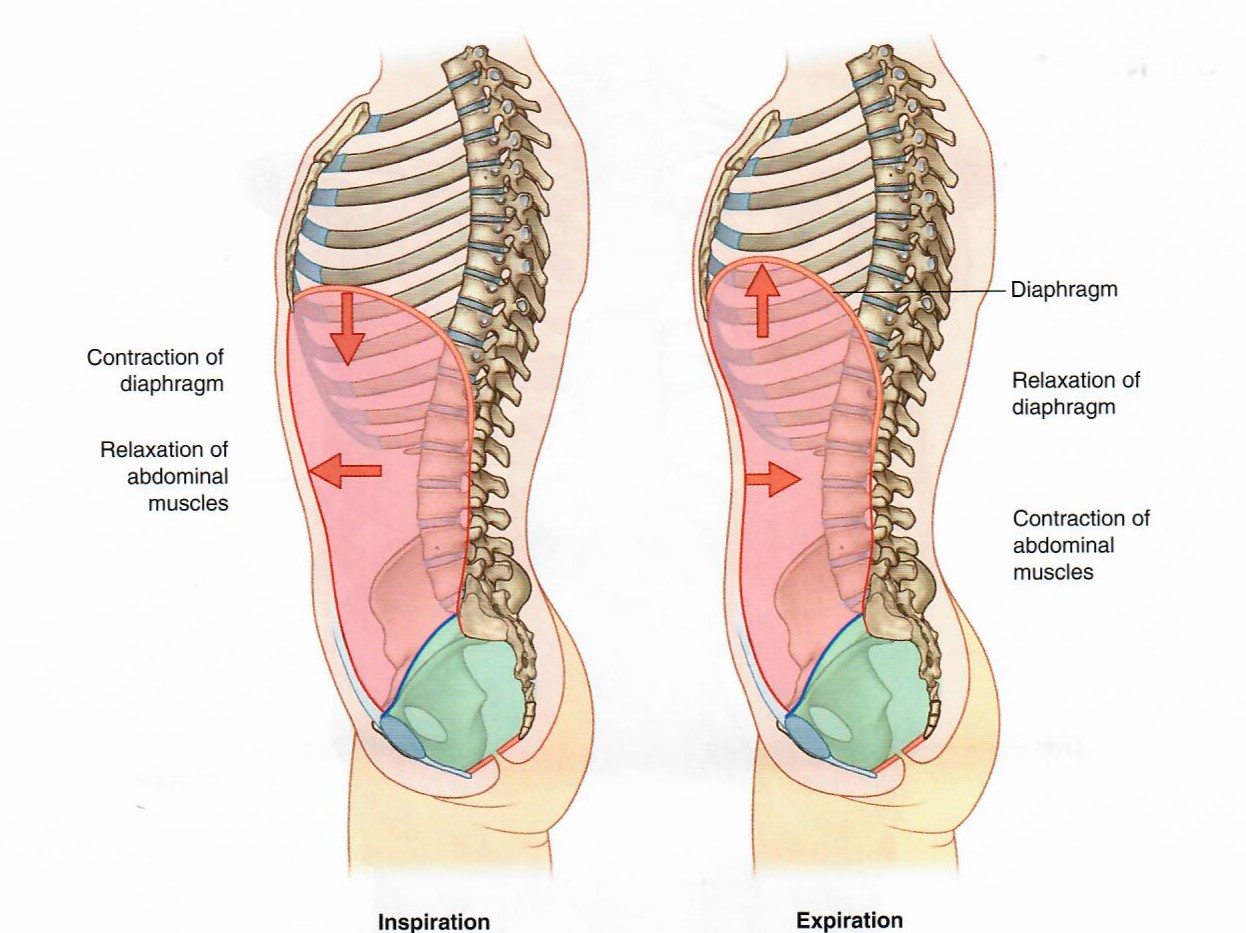 Contraction of
diaphragm
Relaxation of
abdominal
muscles
Diaphragm
Relaxation of
diaphragm
Contraction of
abdominal
muscles
Inspiration
Expiration